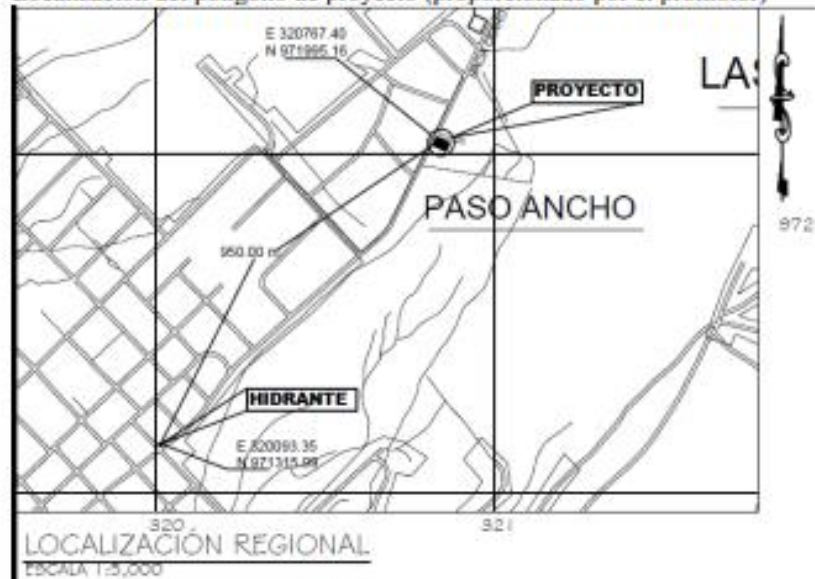 E 320767.40
N 971995.16
PROYECTO
LAS
PASO ANCHO
972
950.00 m
HIDRANTE
E 320093.35
N 971315.99
320
321
LOCALIZACIÓN REGIONAL
ESCALA 1:5,000